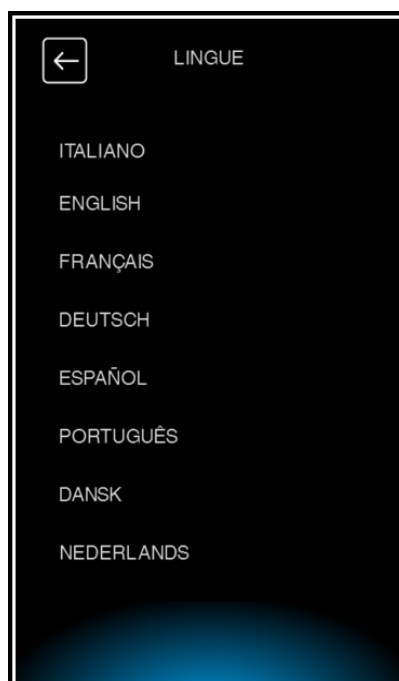 LINGUE
ITALIANO
ENGLISH
FRANÇAIS
DEUTSCH
ESPAÑOL
PORTUGUÊS
DANSK
NEDERLANDS